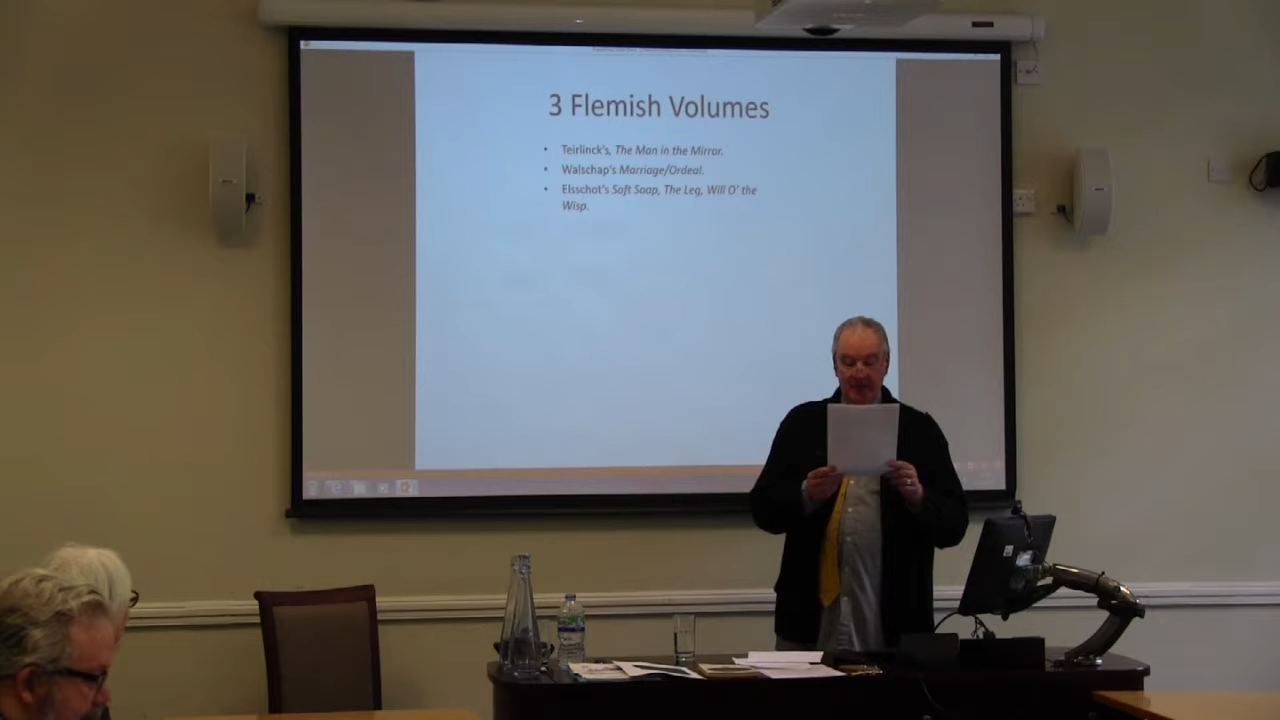 3 Flemish Volumes
• Teirlinck's, The Man in the Mirror.
• Walschap's Marriage/Ordeal.
• Elsschot's Soft Soap, The Leg, Will O' the
Wisp.